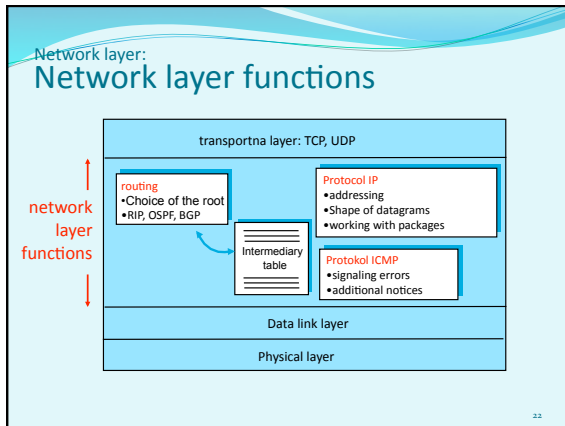 Network layer:
Network layer functions
transportna layer: TCP, UDP
network
layer
functions
routing
•Choice of the root
•RIP, OSPF, BGP
Intermediary
table
Protocol IP
•addressing
•Shape of datagrams
•working with packages
Protokol ICMP
•signaling errors
•additional notices
Data link layer
Physical layer
22